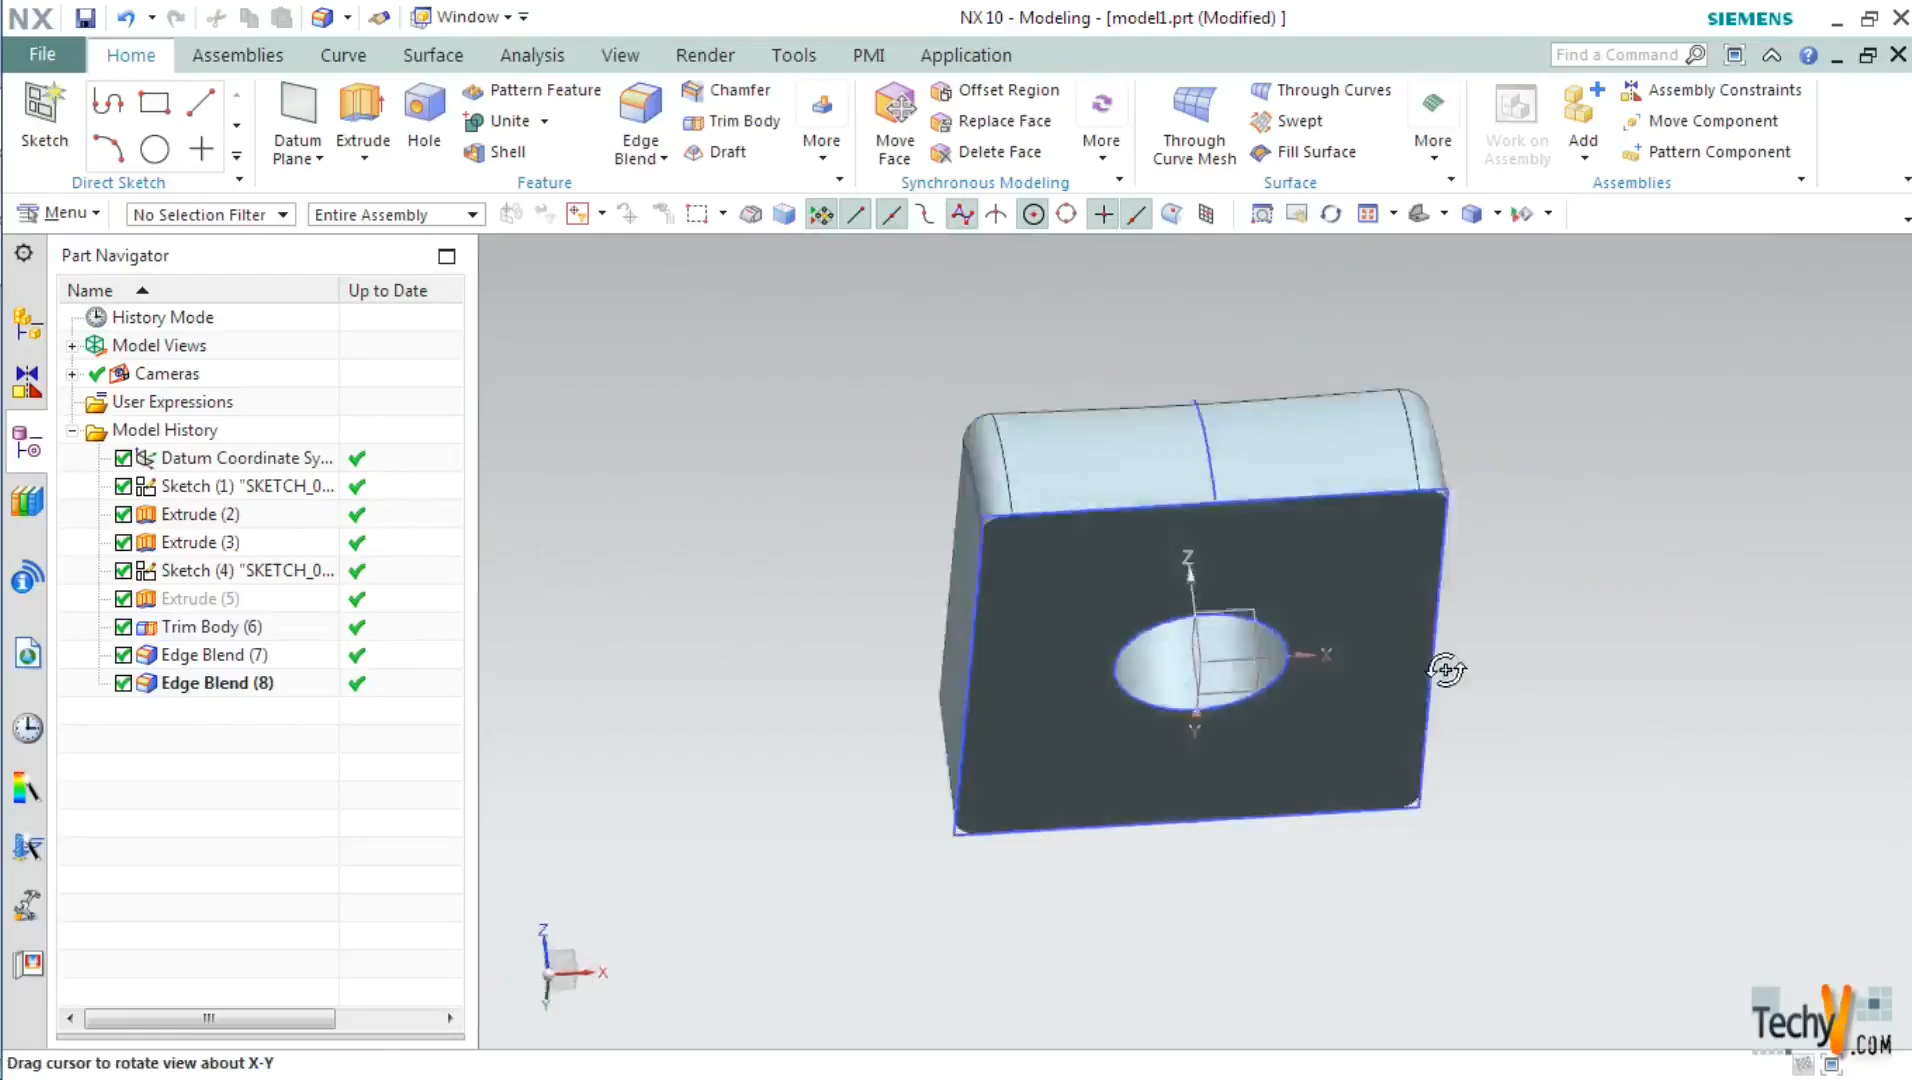 NX
Window
NX 10 - Modeling - [model1.prt (Modified) ]
SIEMENS
File
Home
Assemblies
Curve
Surface
Analysis
View
Render
Tools
PMI
Application
Find a Command
Sketch
Direct Sketch
Datum Plane
Extrude
Hole
Pattern Feature
Unite
Shell
Edge Blend
Chamfer
Trim Body
Draft
More
Feature
Move Face
Offset Region
Replace Face
Delete Face
More
Synchronous Modeling
Through Curve Mesh
Through Curves
Swept
Fill Surface
More
Surface
Work on Assembly
Add
Assembly Constraints
Move Component
Pattern Component
Assemblies
Menu
No Selection Filter
Entire Assembly
Part Navigator
Name
Up to Date
History Mode
Model Views
Cameras
User Expressions
Model History
Datum Coordinate Sy...
Sketch (1) "SKETCH_0...
Extrude (2)
Extrude (3)
Sketch (4) "SKETCH_0...
Extrude (5)
Trim Body (6)
Edge Blend (7)
Edge Blend (8)
Z
X
Y
Z
X
Y
TechyV
.COM
Drag cursor to rotate view about X-Y